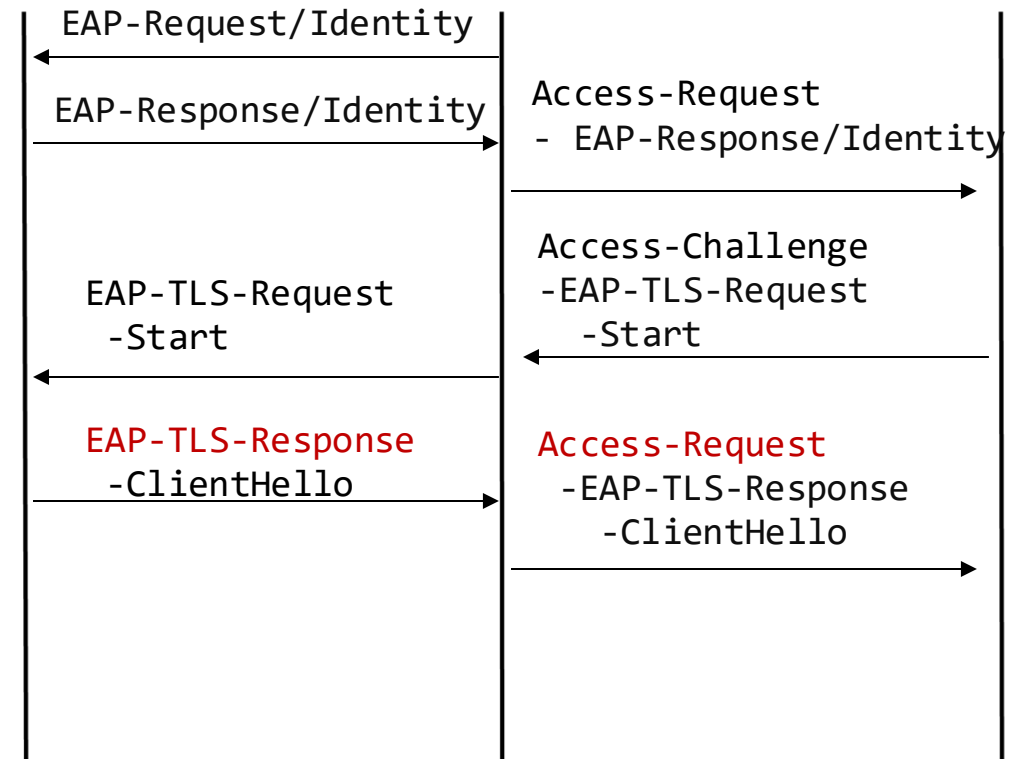 EAP-Request/Identity
EAP-Response/Identity
Access-Request
- EAP-Response/Identity
Access-Challenge
-EAP-TLS-Request
-Start
EAP-TLS-Request
-Start
EAP-TLS-Response
-ClientHello
Access-Request
-EAP-TLS-Response
-ClientHello